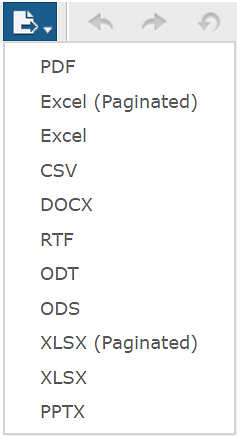 PDF
Excel (Paginated)
Excel
CSV
DOCX
RTF
ODT
ODS
XLSX (Paginated)
XLSX
PPTX